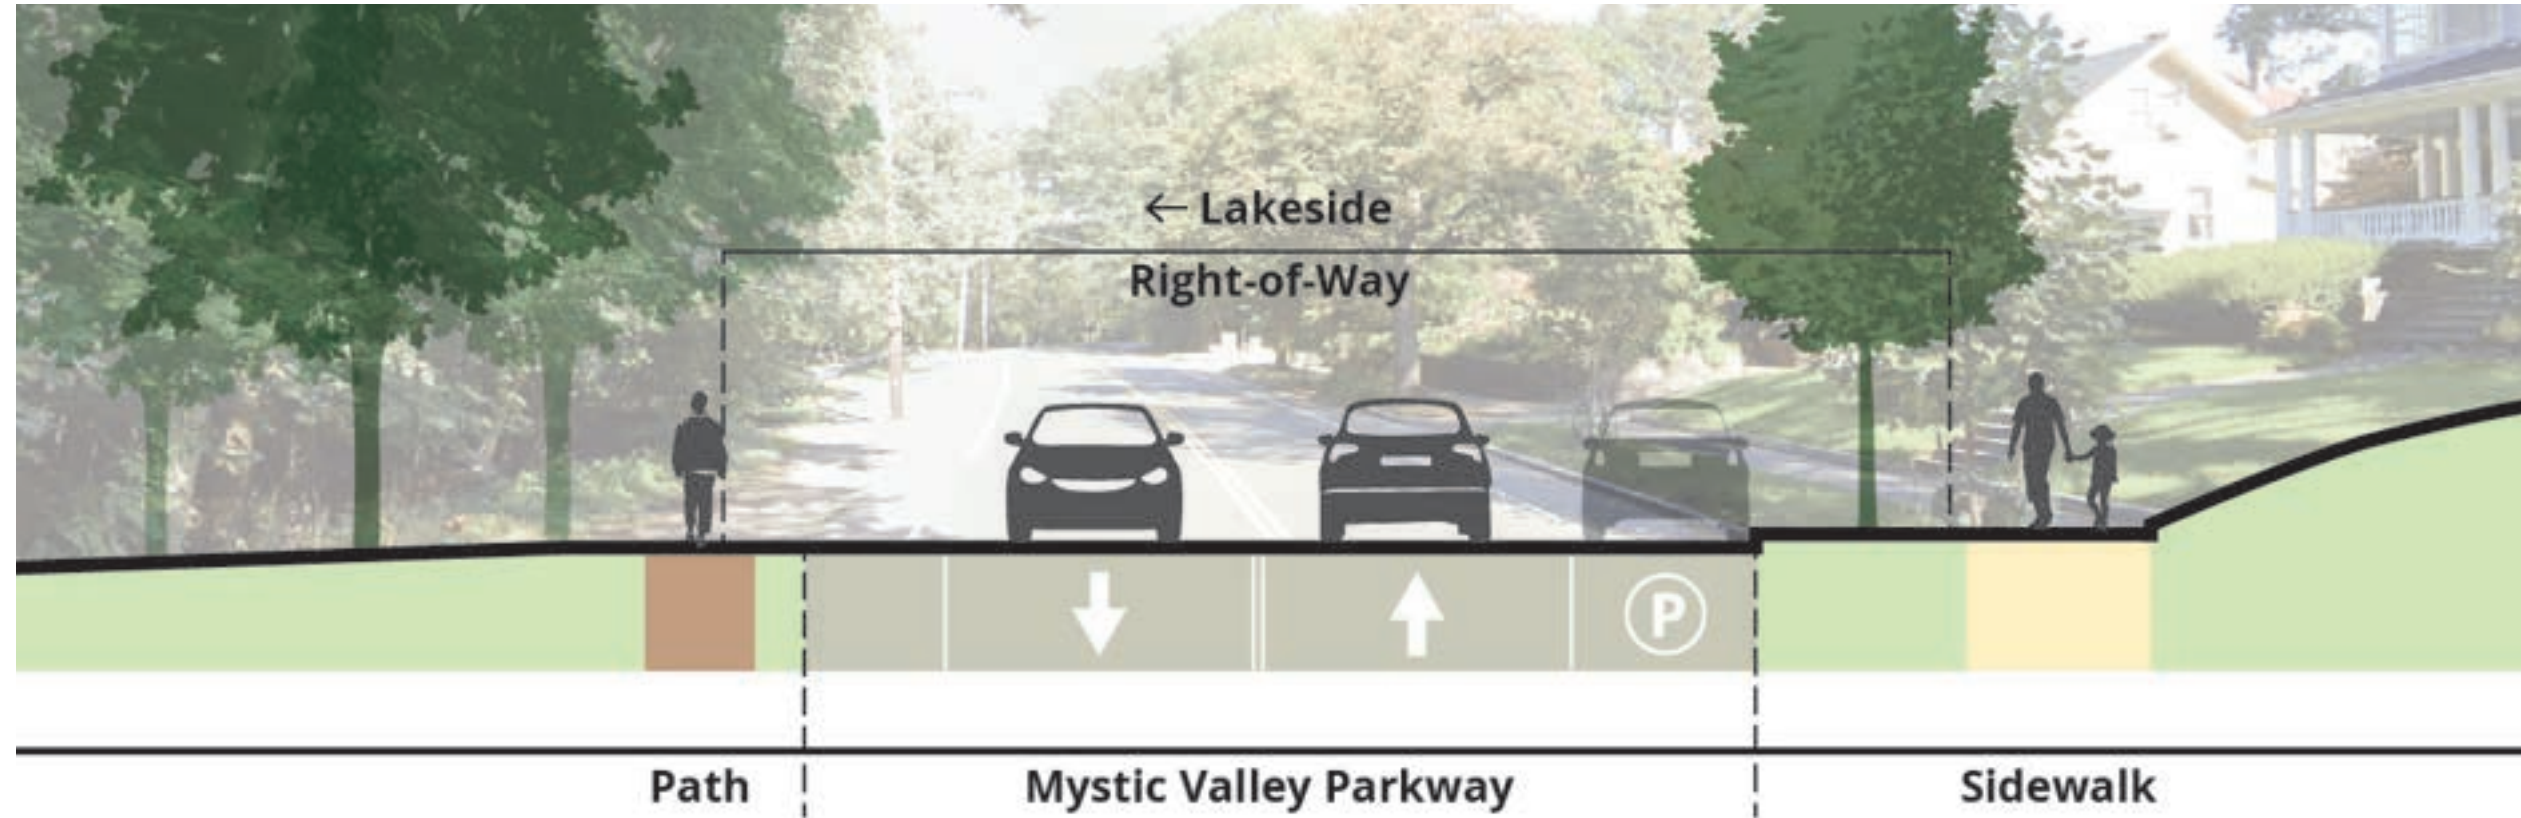 ← Lakeside
Right-of-Way
P
Path
Mystic Valley Parkway
Sidewalk